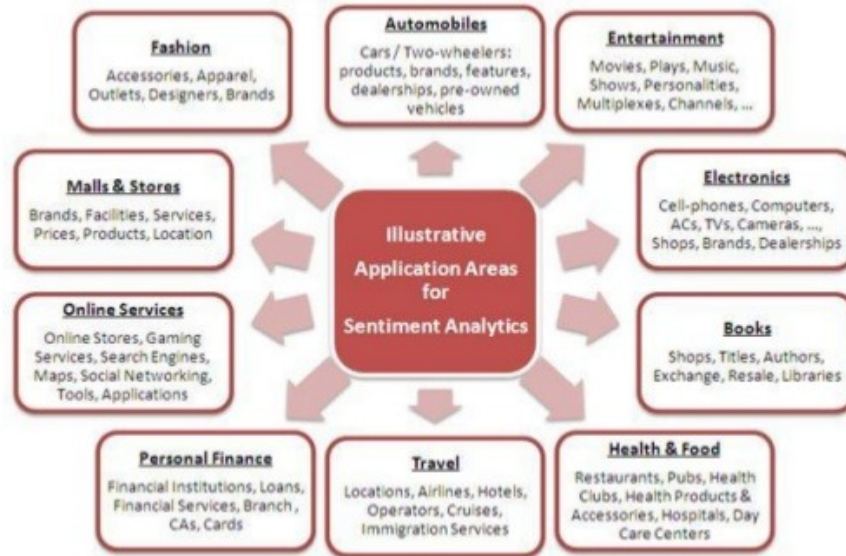 Fashion
Accessories, Apparel,
Outlets, Designers, Brands
Automobiles
Cars / Two-wheelers:
products, brands, features,
dealerships, pre-owned
vehicles
Entertainment
Movies, Plays, Music,
Shows, Personalities,
Multiplexes, Channels, ...
Malls & Stores
Brands, Facilities, Services,
Prices, Products, Location
Illustrative
Application Areas
for
Sentiment Analytics
Electronics
Cell-phones, Computers,
ACs, TVs, Cameras, ...,
Shops, Brands, Dealerships
Online Services
Online Stores, Gaming
Services, Search Engines,
Maps, Social Networking,
Tools, Applications
Books
Shops, Titles, Authors,
Exchange, Resale, Libraries
Personal Finance
Financial Institutions, Loans,
Financial Services, Branch ,
CAs, Cards
Travel
Locations, Airlines, Hotels,
Operators, Cruises,
Immigration Services
Health & Food
Restaurants, Pubs, Health
Clubs, Health Products &
Accessories, Hospitals, Day
Care Centers